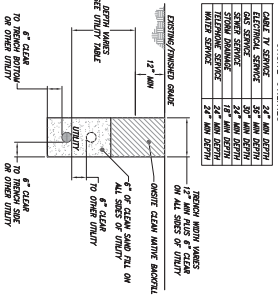 CABLE TV SERVICE 24" MIN DEPTH
ELECTRICAL SERVICE 36" MIN DEPTH
GAS SERVICE 30" MIN DEPTH
SEWER SERVICE 24" MIN DEPTH
STORM DRAINAGE 18" MIN DEPTH
TELEPHONE SERVICE 24" MIN DEPTH
WATER SERVICE 24" MIN DEPTH
TRENCH WIDTH VARIES
12" MIN PLUS 6" CLEAR
ON ALL SIDES OF UTILITY
EXISTING/FINISHED GRADE
12" MIN
ONSITE CLEAN NATIVE BACKFILL
DEPTH VARIES
UTILITY TABLE
6" OF CLEAN SAND FILL ON
ALL SIDES OF UTILITY
6" CLEAR
TO OTHER UTILITY
UTILITY
6" CLEAR
TO TRENCH BOTTOM
OR OTHER UTILITY
6" CLEAR
TO TRENCH SIDE
OR OTHER UTILITY